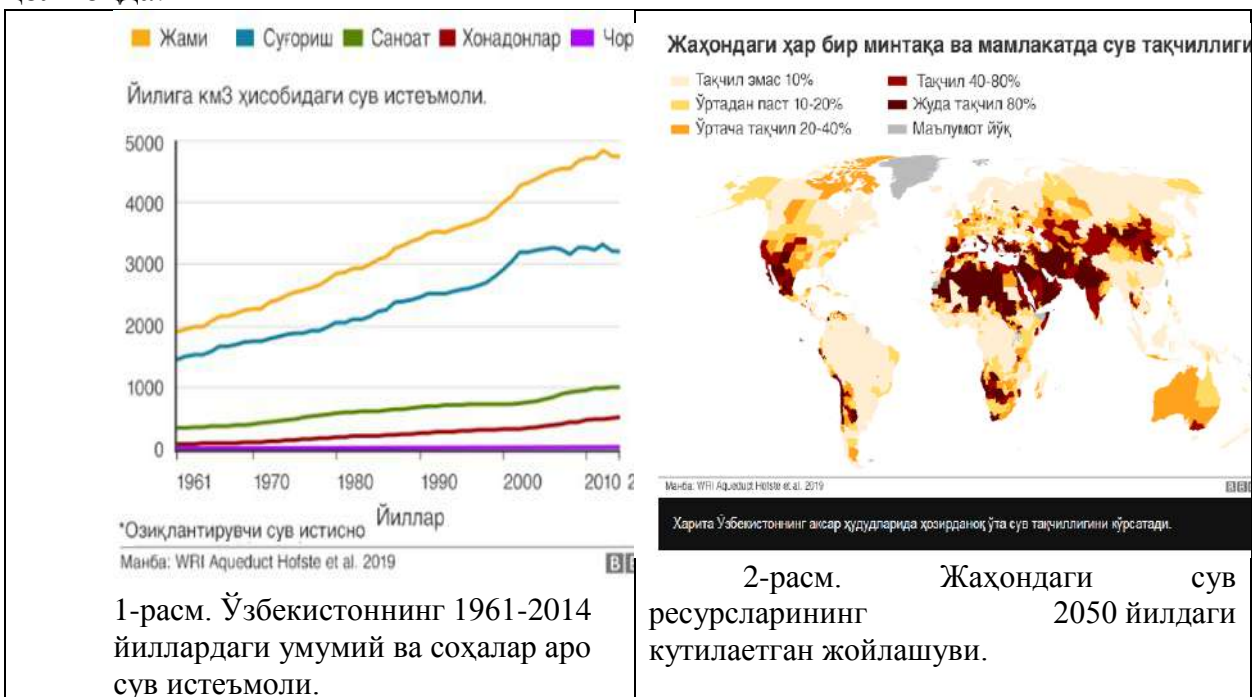 Жами Суғориш Саноат Хонадонлар Чор
Йилига км3 ҳисобидаги сув истеъмоли.
5000
4000
3000
2000
1000
0
1961 1970 1980 1990 2000 2010 2
Йиллар
*Озиқлантирувчи сув истисно
Манба: WRI Aqueduct Hofste et al. 2019
B
1-расм. Ўзбекистоннинг 1961-2014
йиллардаги умумий ва соҳалар аро
сув истеъмоли.
Жаҳондаги ҳар бир минтақа ва мамлакатда сув тақчиллиги
Тақчил эмас 10% Тақчил 40-80%
Ўртадан паст 10-20% Жуда тақчил 80%
Ўртача тақчил 20-40% Маълумот йўқ
Манба: WRI Aqueduct Hofste et al. 2019
Харита Ўзбекистоннинг аксар ҳудудларида ҳозирданоқ ўта сув тақчиллигини кўрсатади.
2-расм. Жаҳондаги сув
ресурсларининг 2050 йилдаги
кутилаетган жойлашуви.